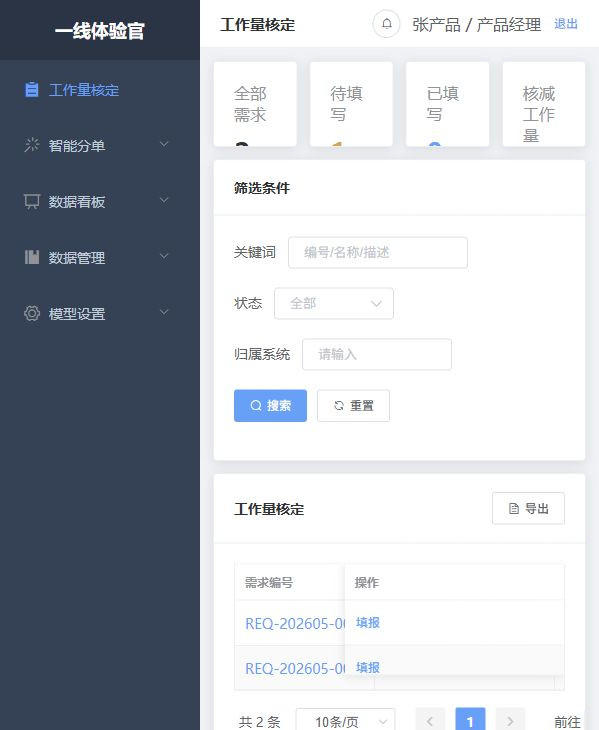 一线体验官
工作量核定
智能分单
数据看板
数据管理
模型设置
工作量核定
张产品 / 产品经理 退出
全部
需求
待填
写
已填
写
核减
工作
量
筛选条件
关键词 编号/名称/描述
状态 全部
归属系统 请输入
搜索 重置
工作量核定 导出
需求编号 操作
REQ-202605-0 填报
REQ-202605-0 填报
共 2 条 10条/页 1 前往